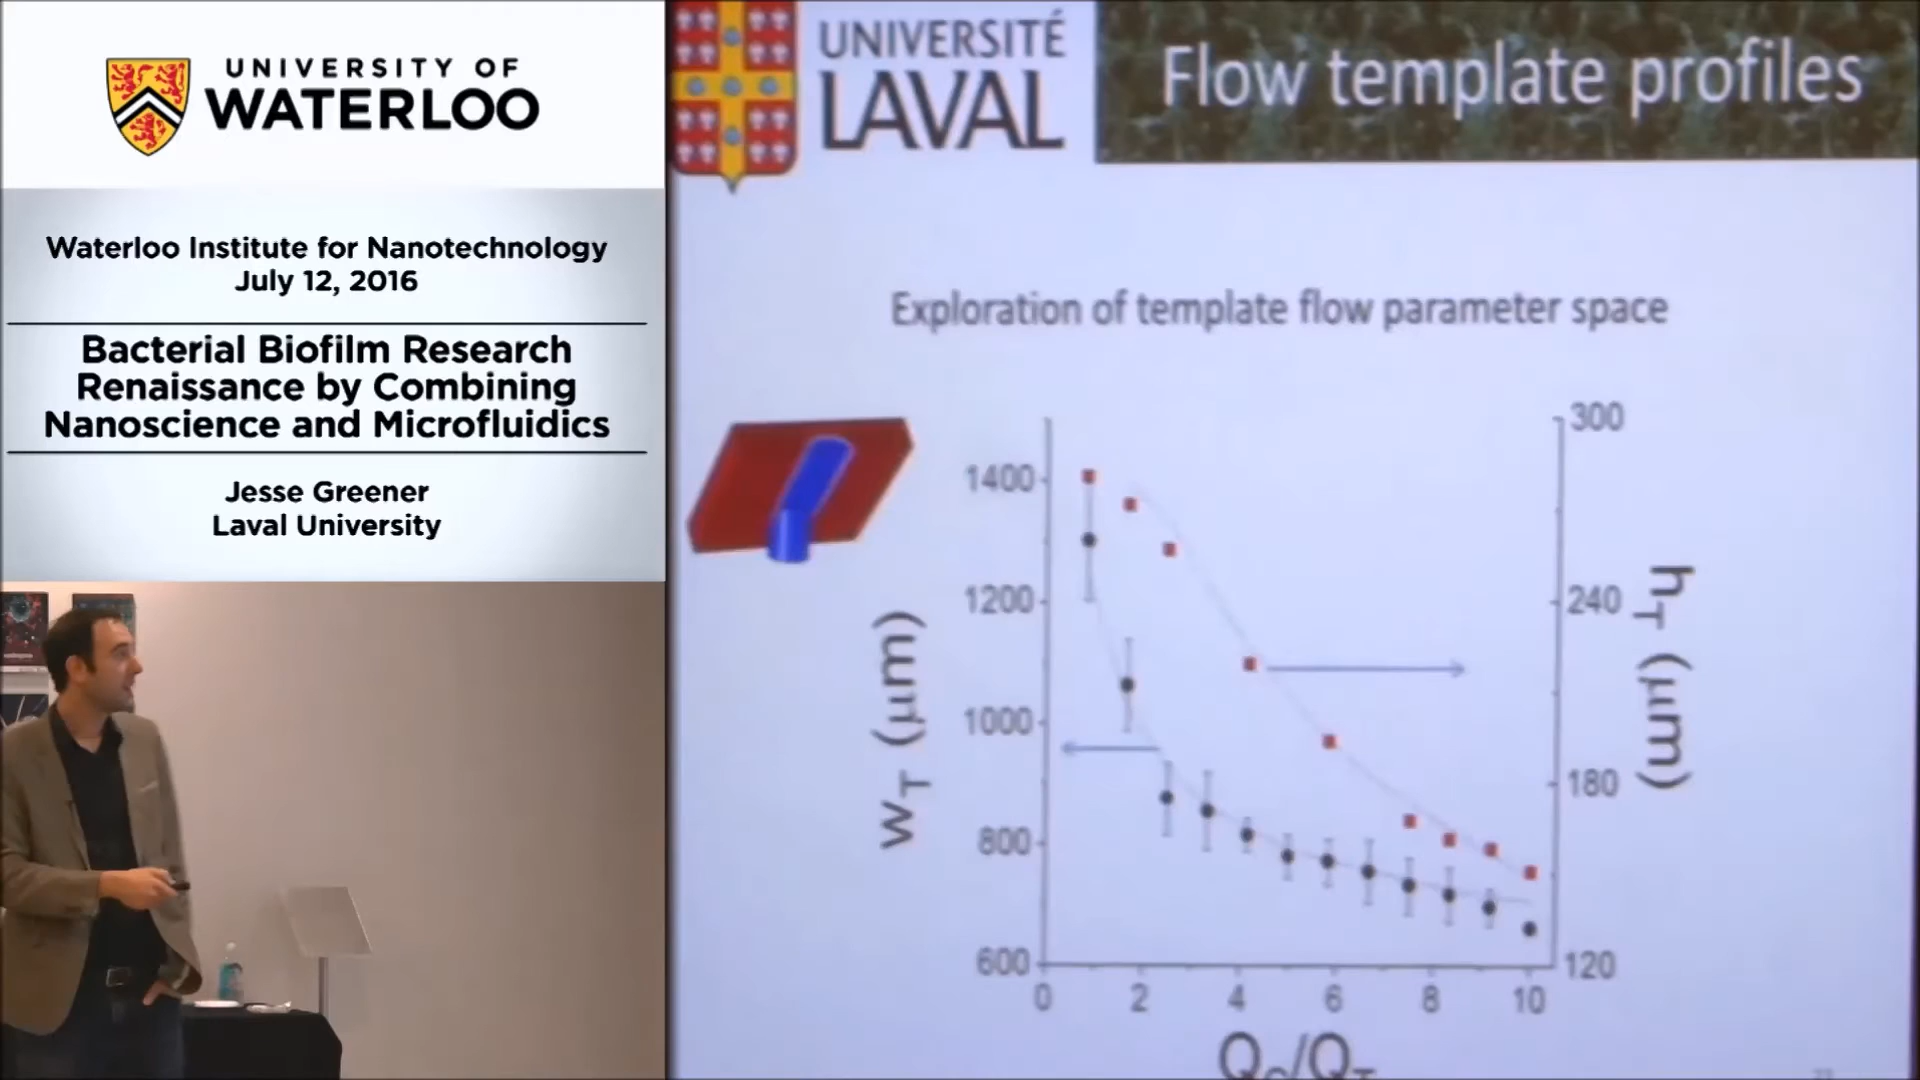 UNIVERSITY OF
WATERLOO
Waterloo Institute for Nanotechnology
July 12, 2016
Bacterial Biofilm Research
Renaissance by Combining
Nanoscience and Microfluidics
Jesse Greener
Laval University
UNIVERSITÉ
LAVAL
Flow template profiles
Exploration of template flow parameter space
1400
1200
1000
800
600
w_T (μm)
300
240
180
120
h_T (μm)
0 2 4 6 8 10
Q_C/Q_T